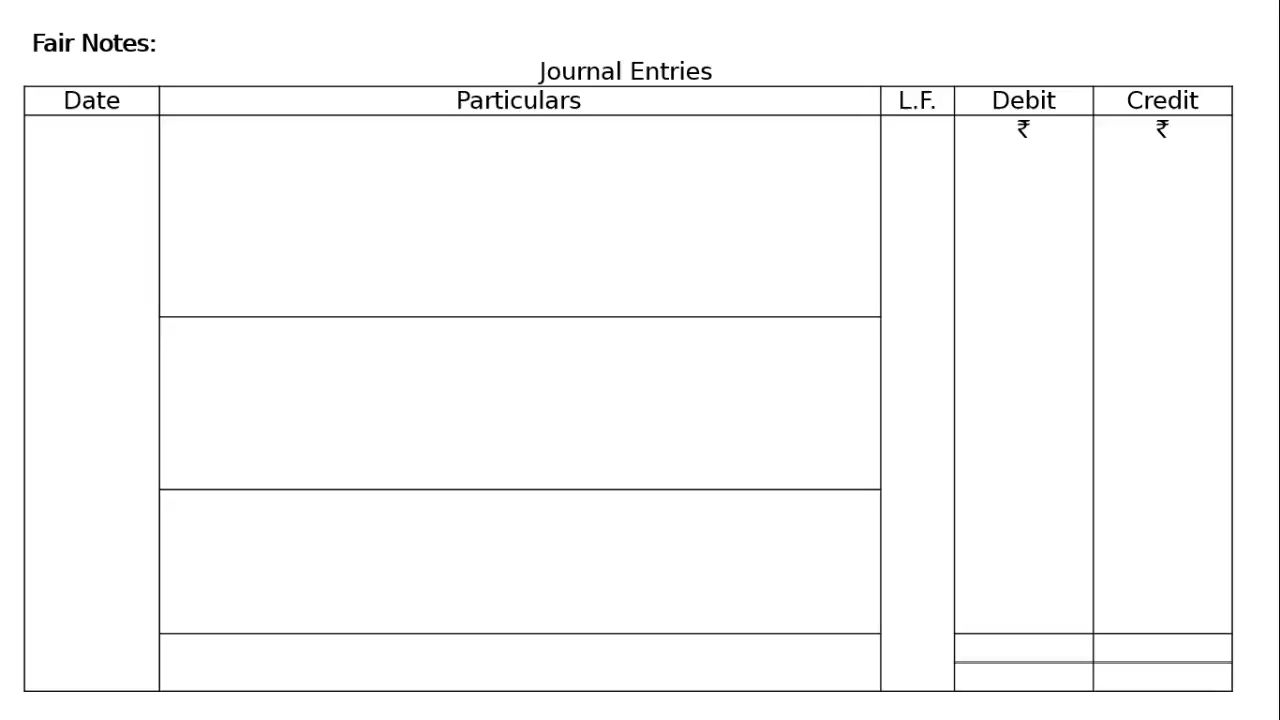 Fair Notes:
Journal Entries
Date Particulars L.F. Debit Credit
₹ ₹